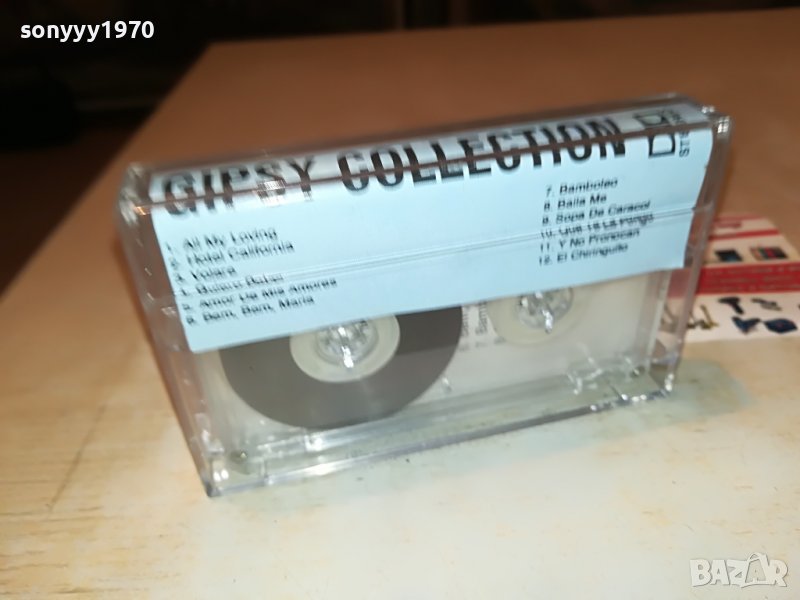 sonyyy1970
GIPSY COLLECTION
1. All My Loving
2. Hotel California
3. Volare
4. Quiero Saber
5. Amor De Mis Amores
6. Bem, Bem, Maria
7. Bamboleo
8. Baila Me
9. Sopa De Caracol
10. Que Te La Pongo
11. Y No Pronocan
12. El Chiringuito
BAZAR